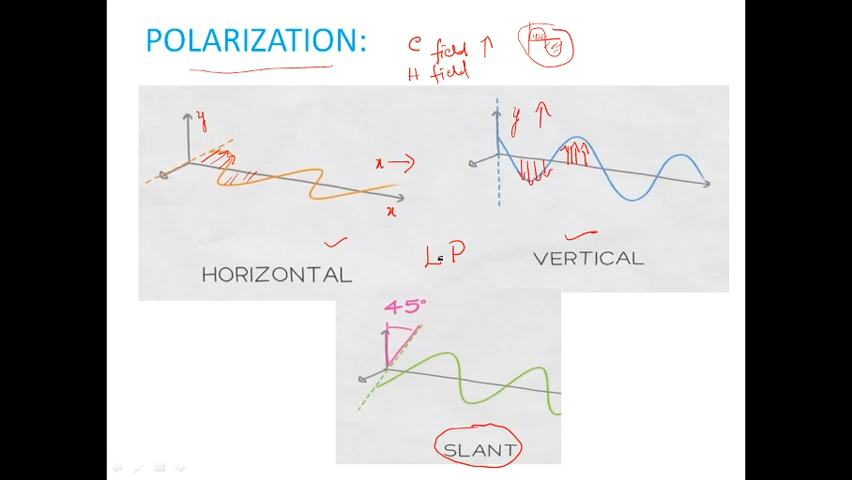 POLARIZATION:
C field ↑
H field
y
x →
x
y ↑
HORIZONTAL
L P
VERTICAL
45°
SLANT